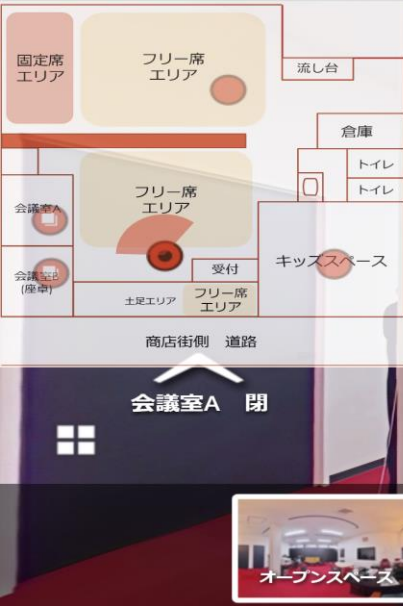 固定席
エリア
フリー席
エリア
流し台
倉庫
トイレ
トイレ
フリー席
エリア
会議室A
会議室B
(座卓)
受付
キッズスペース
土足エリア
フリー席
エリア
商店街側 道路
会議室A 閉
オープンスペース